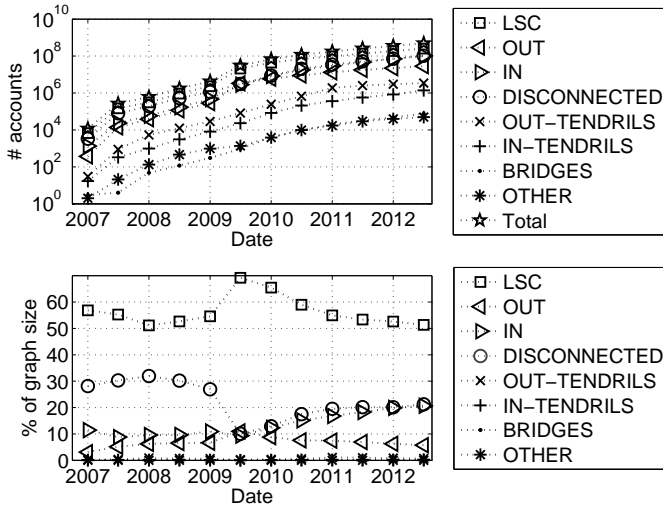 10^10
10^8
10^6
10^4
10^2
10^0
# accounts
2007 2008 2009 2010 2011 2012
Date
LSC
OUT
IN
DISCONNECTED
OUT−TENDRILS
IN−TENDRILS
BRIDGES
OTHER
Total
60
50
40
30
20
10
0
% of graph size
2007 2008 2009 2010 2011 2012
Date
LSC
OUT
IN
DISCONNECTED
OUT−TENDRILS
IN−TENDRILS
BRIDGES
OTHER